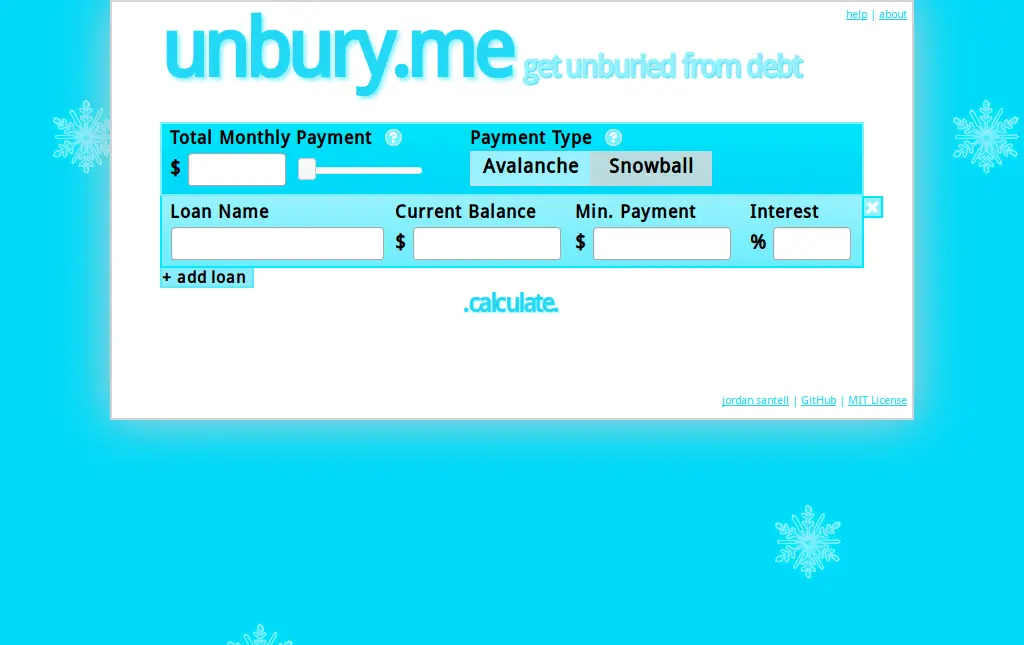 help | about
unbury.me get unburied from debt
Total Monthly Payment ? Payment Type ?
$ Avalanche Snowball
Loan Name Current Balance Min. Payment Interest
$ $ %
+ add loan
.calculate.
jordan santell | GitHub | MIT License